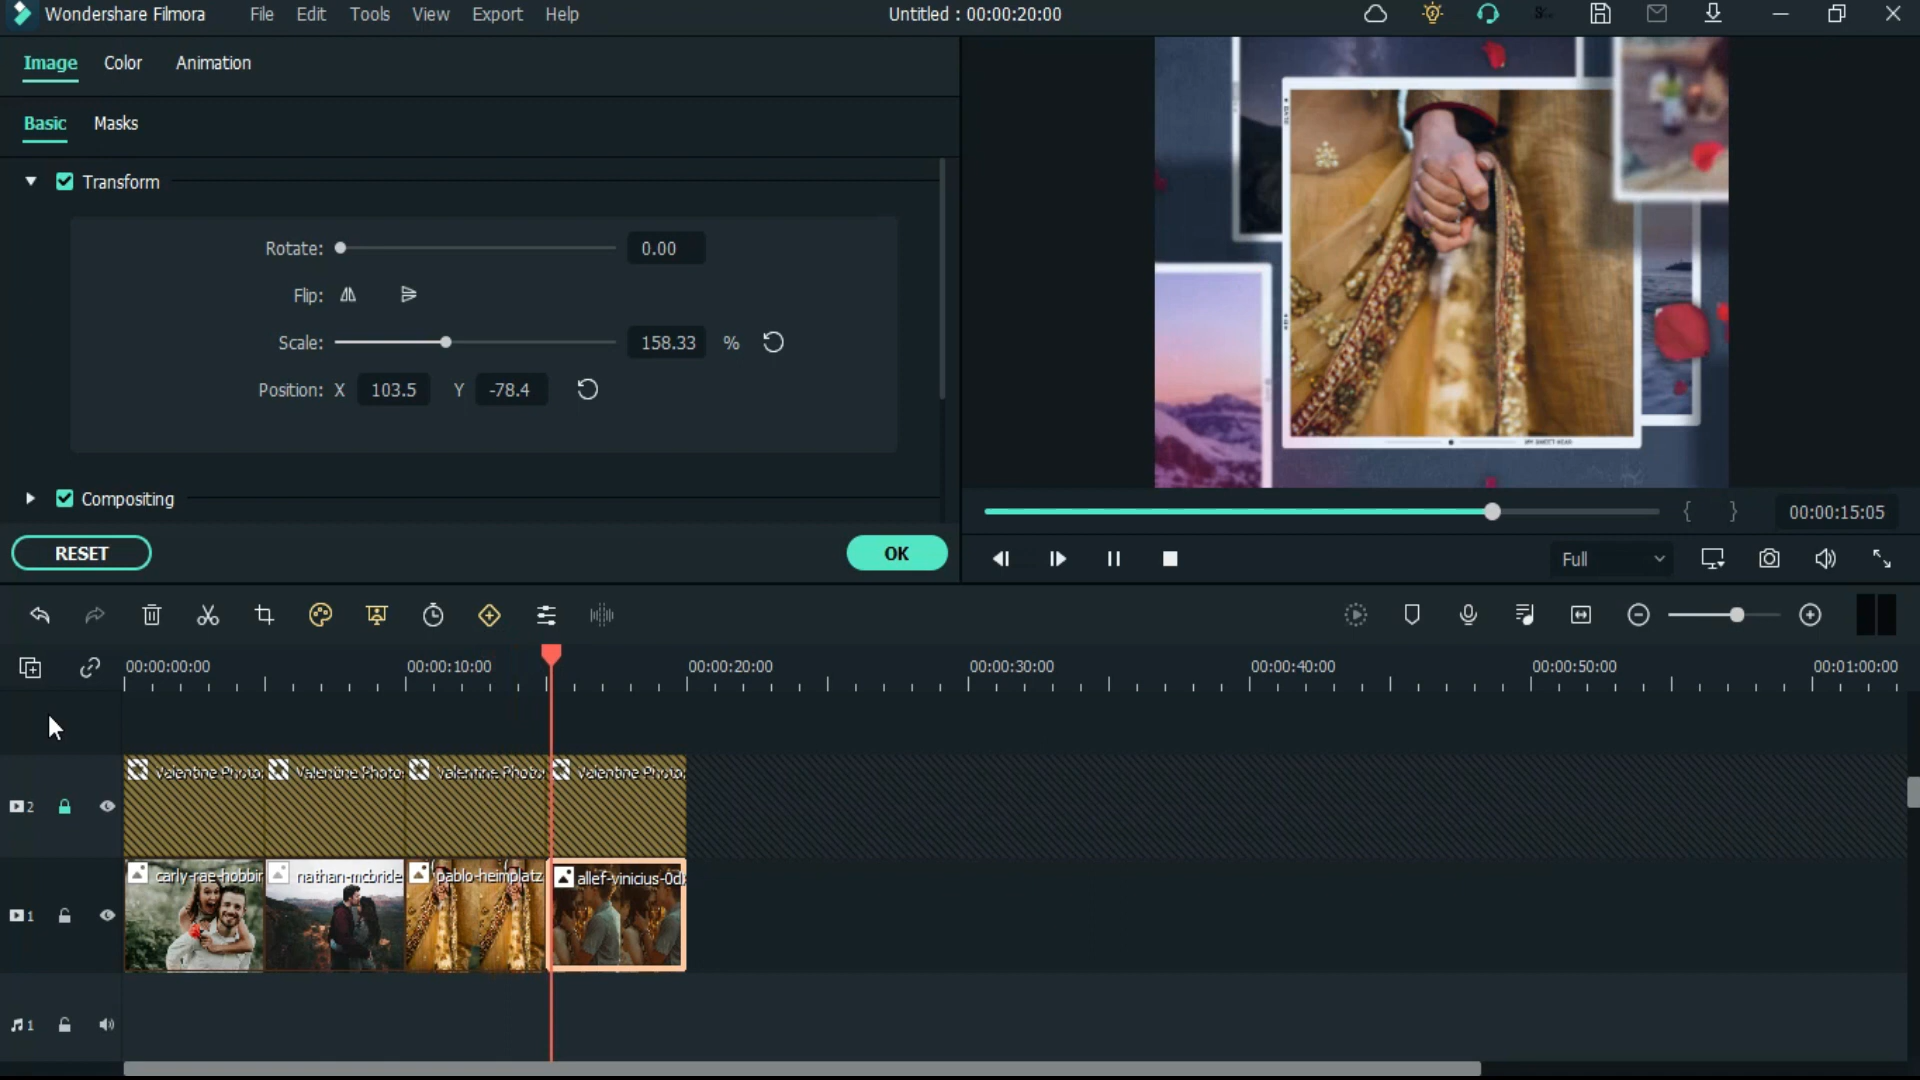 Wondershare Filmora
File
Edit
Tools
View
Export
Help
Untitled : 00:00:20:00
Image
Color
Animation
Basic
Masks
Transform
Rotate:
0.00
Flip:
Scale:
158.33
%
Position:
X
103.5
Y
-78.4
Compositing
RESET
OK
MY SWEET HEAR
{ }
00:00:15:05
Full
00:00:00:00
00:00:10:00
00:00:20:00
00:00:30:00
00:00:40:00
00:00:50:00
00:01:00:00
Valentine Photo
Valentine Photo
Valentine Photo
Valentine Photo
2
carly-rae-hobbin
nathan-mcbride
pablo-heimplatz
allef-vinicius-0d
1
1